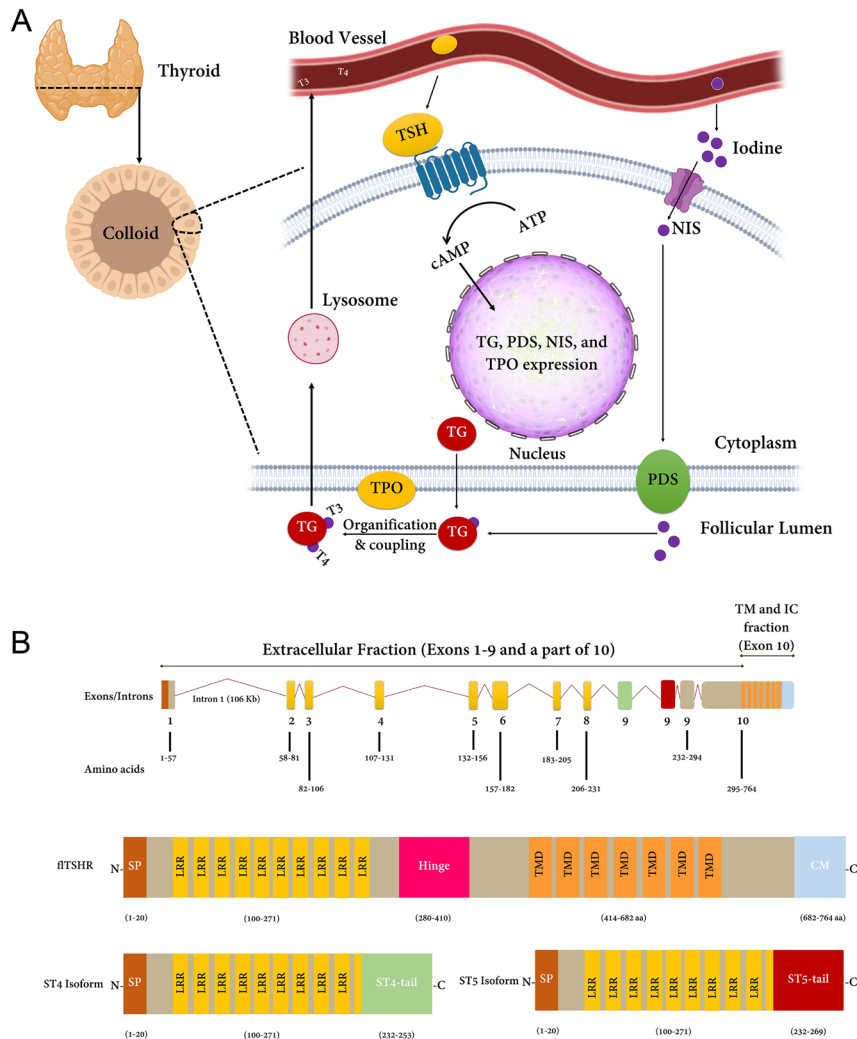 A
Blood Vessel
Thyroid
T3
T4
TSH
Iodine
Colloid
NIS
ATP
cAMP
Lysosome
TG, PDS, NIS, and
TPO expression
TG
Nucleus
Cytoplasm
TPO
PDS
T3
TG
Organification
& coupling
TG
T4
Follicular Lumen
B
TM and IC
fraction
(Exon 10)
Extracellular Fraction (Exons 1-9 and a part of 10)
Exons/Introns
Intron 1 (106 Kb)
1 2 3 4 5 6 7 8 9 9 9 10
Amino acids
1-57 58-81 107-131 132-156 183-205 232-294
82-106 157-182 206-231 295-764
flTSHR N- SP LRR LRR LRR LRR LRR LRR LRR LRR LRR LRR Hinge TMD TMD TMD TMD TMD TMD TMD CM -C
(1-20) (100-271) (280-410) (414-682 aa) (682-764 aa)
ST4 Isoform N- SP LRR LRR LRR LRR LRR LRR LRR LRR LRR ST4-tail -C
(1-20) (100-271) (232-253)
ST5 Isoform N- SP LRR LRR LRR LRR LRR LRR LRR LRR LRR ST5-tail -C
(1-20) (100-271) (232-269)